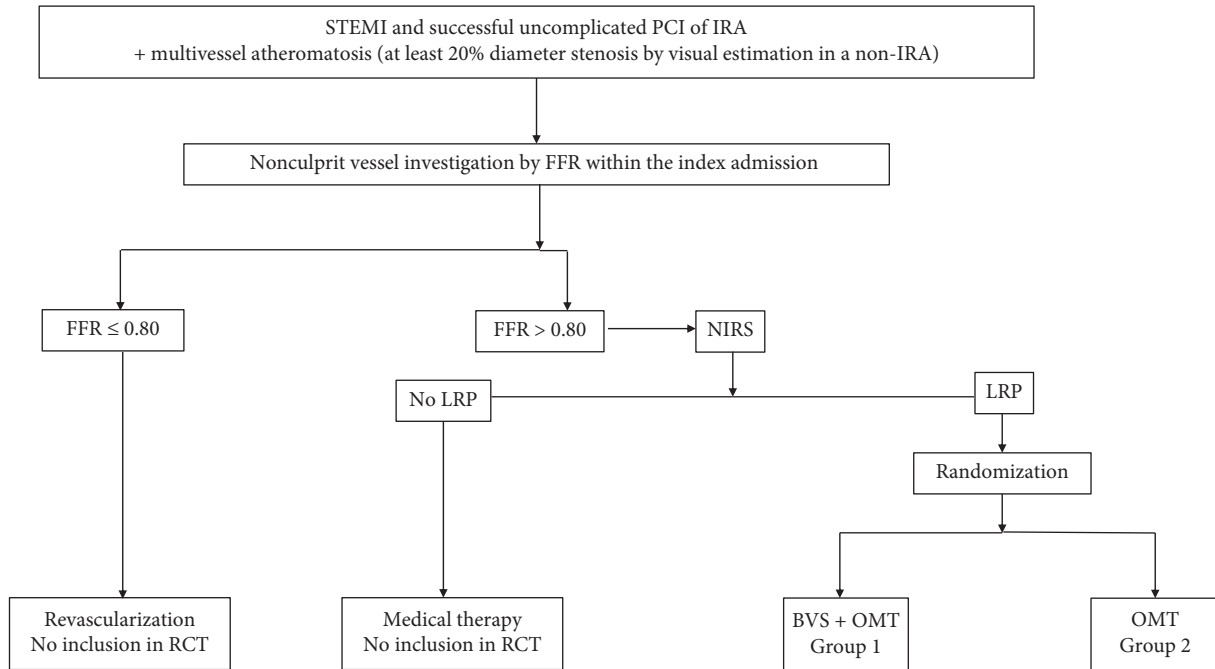 STEMI and successful uncomplicated PCI of IRA
+ multivessel atheromatosis (at least 20% diameter stenosis by visual estimation in a non-IRA)
Nonculprit vessel investigation by FFR within the index admission
FFR ≤ 0.80
FFR > 0.80
NIRS
No LRP
LRP
Randomization
Revascularization
No inclusion in RCT
Medical therapy
No inclusion in RCT
BVS + OMT
Group 1
OMT
Group 2